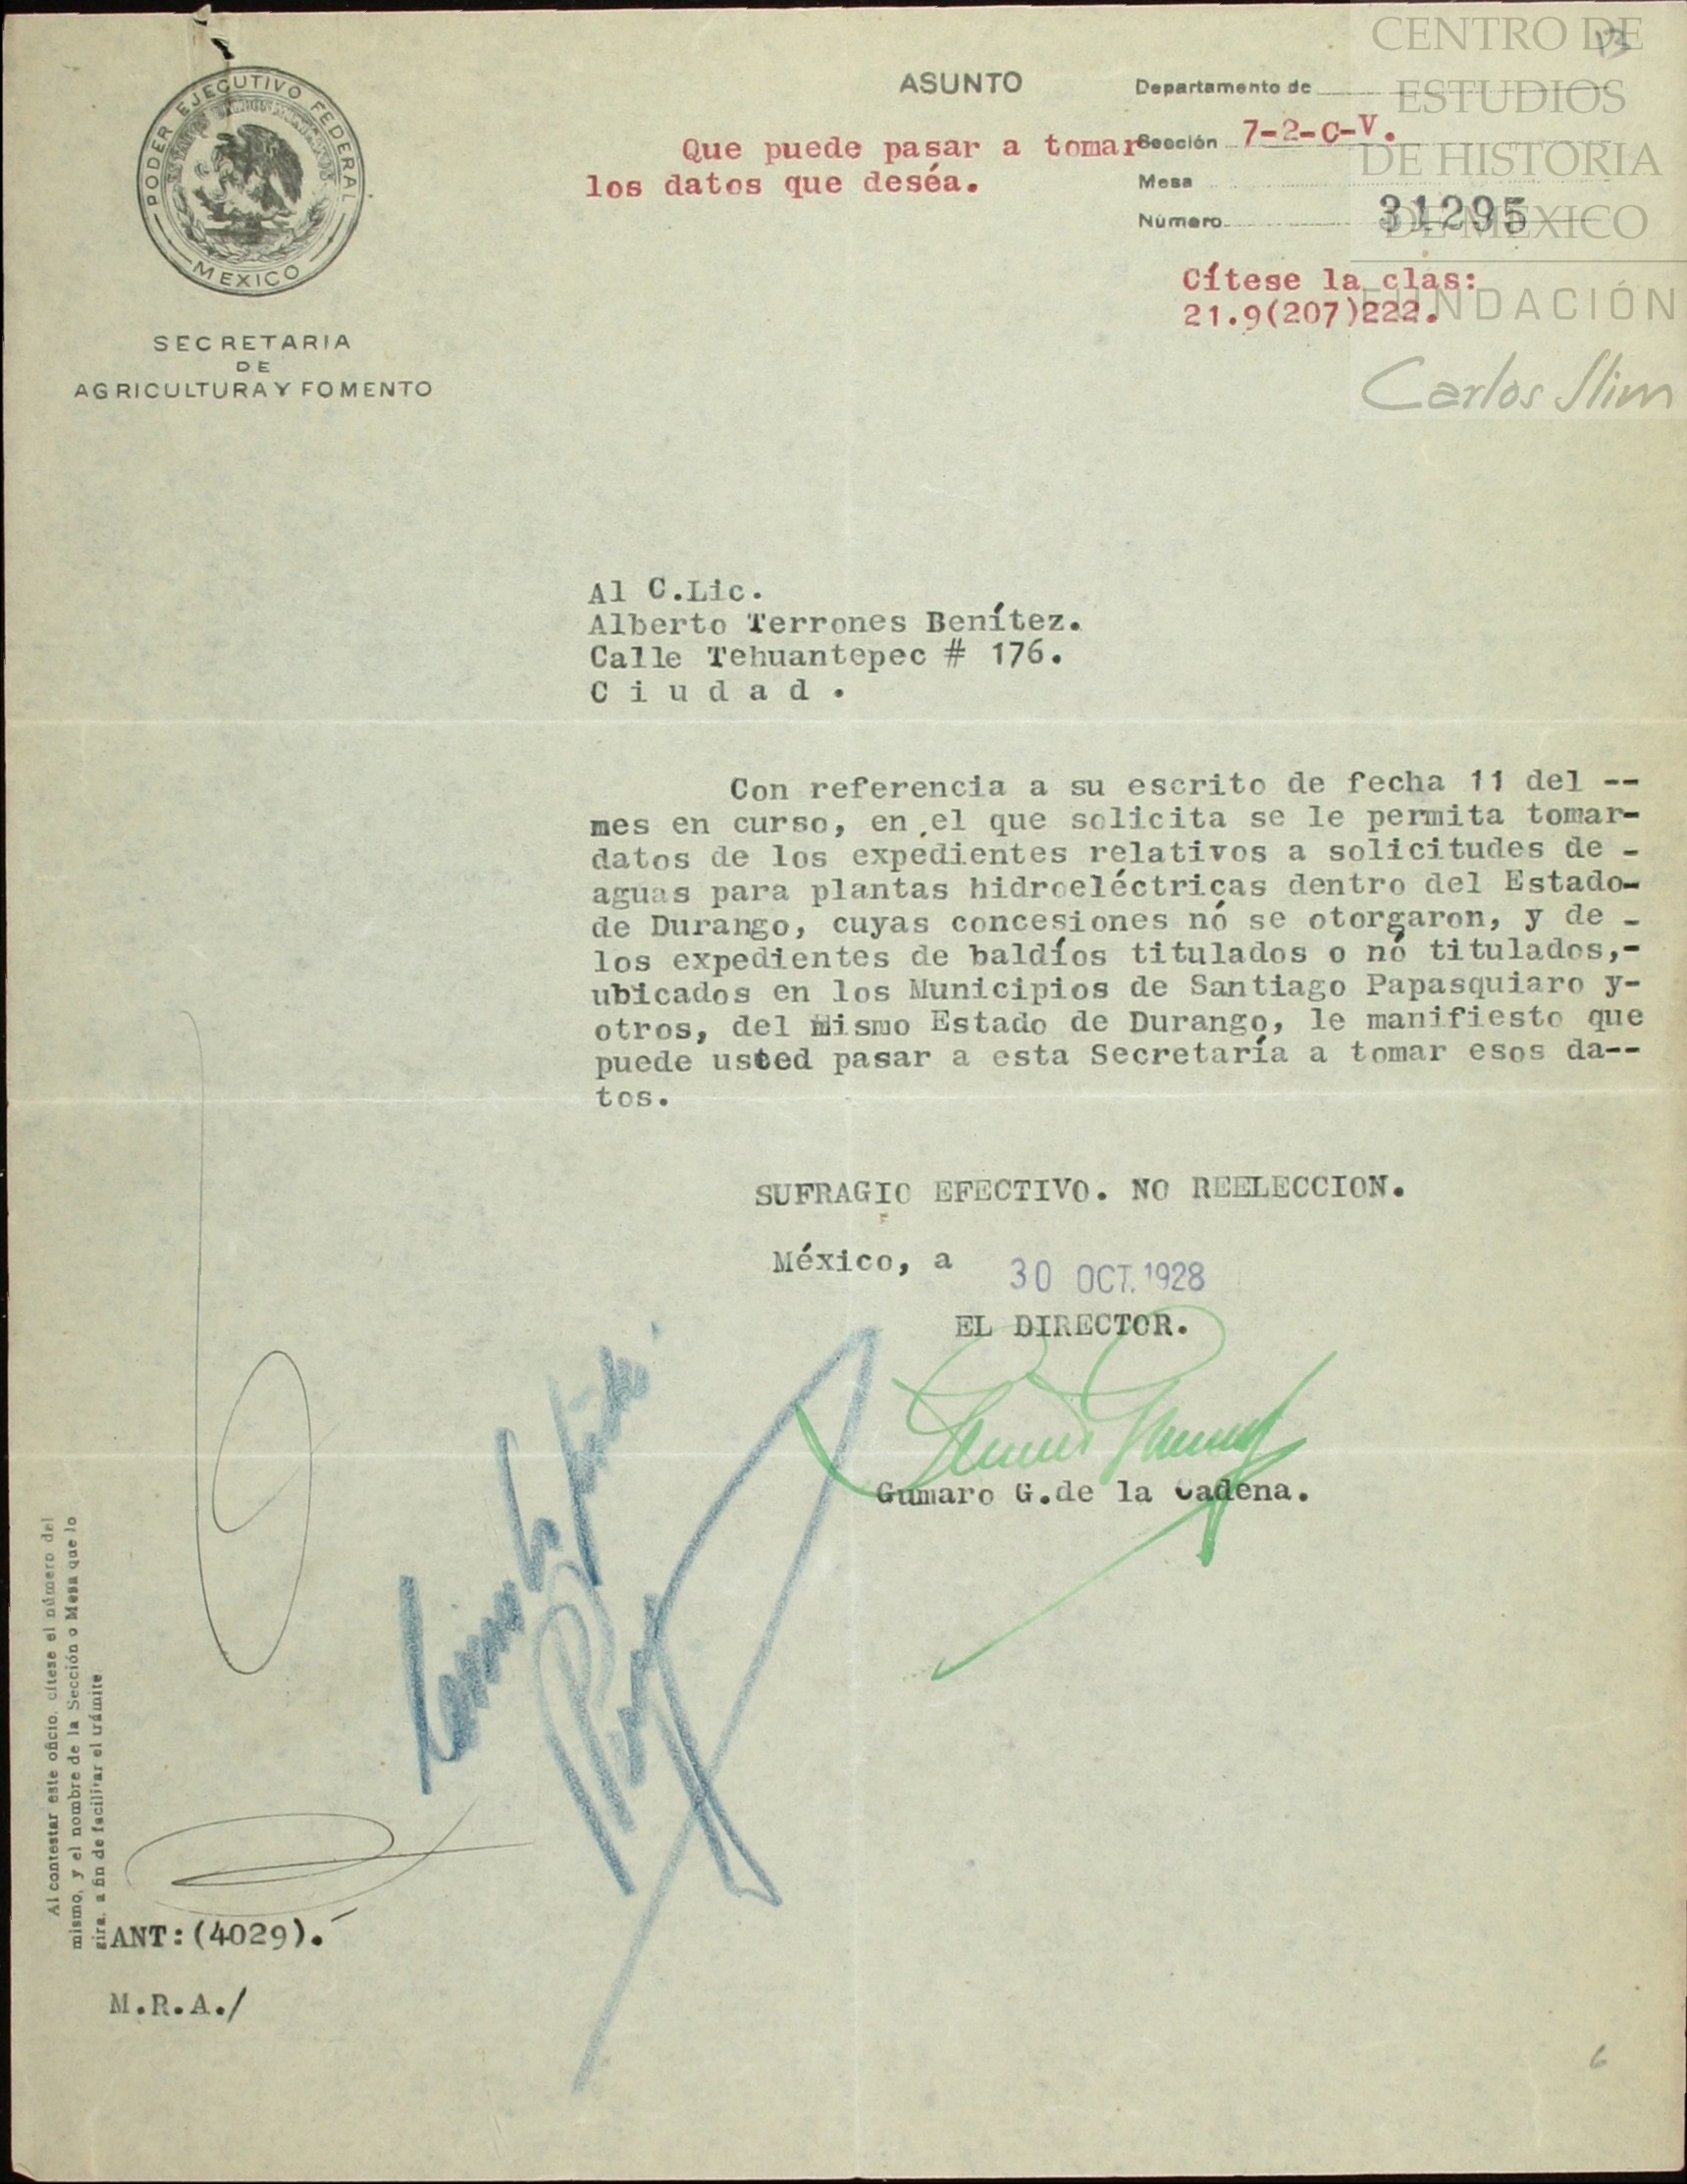 PODER EJECUTIVO FEDERAL
MEXICO
SECRETARIA
DE
AGRICULTURA Y FOMENTO
ASUNTO
Que puede pasar a tomar
los datos que deséa.
Departamento de
Sección 7-2-C-V.
Mesa
Número 31295
Cítese la clas:
21.9(207)222.
CENTRO DE
ESTUDIOS
DE HISTORIA
DE MÉXICO
FUNDACIÓN
Carlos Slim
Al C.Lic.
Alberto Terrones Benítez.
Calle Tehuantepec # 176.
C i u d a d .
Con referencia a su escrito de fecha 11 del --
mes en curso, en el que solicita se le permita tomar-
datos de los expedientes relativos a solicitudes de -
aguas para plantas hidroeléctricas dentro del Estado-
de Durango, cuyas concesiones nó se otorgaron, y de -
los expedientes de baldíos titulados o nó titulados,-
ubicados en los Municipios de Santiago Papasquiaro y-
otros, del mismo Estado de Durango, le manifiesto que
puede usted pasar a esta Secretaría a tomar esos da--
tos.
SUFRAGIO EFECTIVO. NO REELECCION.
México, a 30 OCT. 1928
EL DIRECTOR.
Gumaro G.de la Cadena.
Al contestar este oficio, cítese el número del
mismo, y el nombre de la Sección o Mesa que lo
gira, a fin de facilitar el trámite
ANT:(4029).
M.R.A./
6